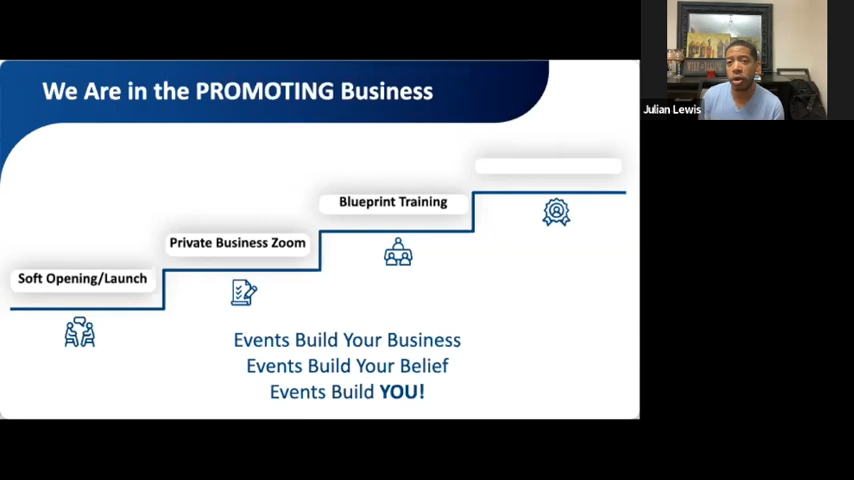 We Are in the PROMOTING Business
Julian Lewis
Blueprint Training
Private Business Zoom
Soft Opening/Launch
Events Build Your Business
Events Build Your Belief
Events Build YOU!